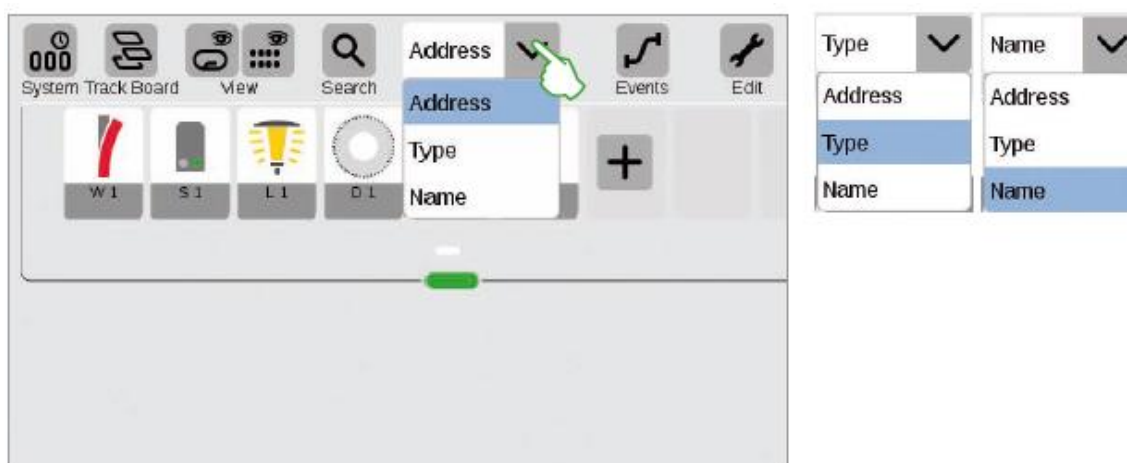 Address
System Track Board View Search Events Edit
Address
Type
Name
W 1 S 1 L 1 D 1
Type
Address
Type
Name
Name
Address
Type
Name